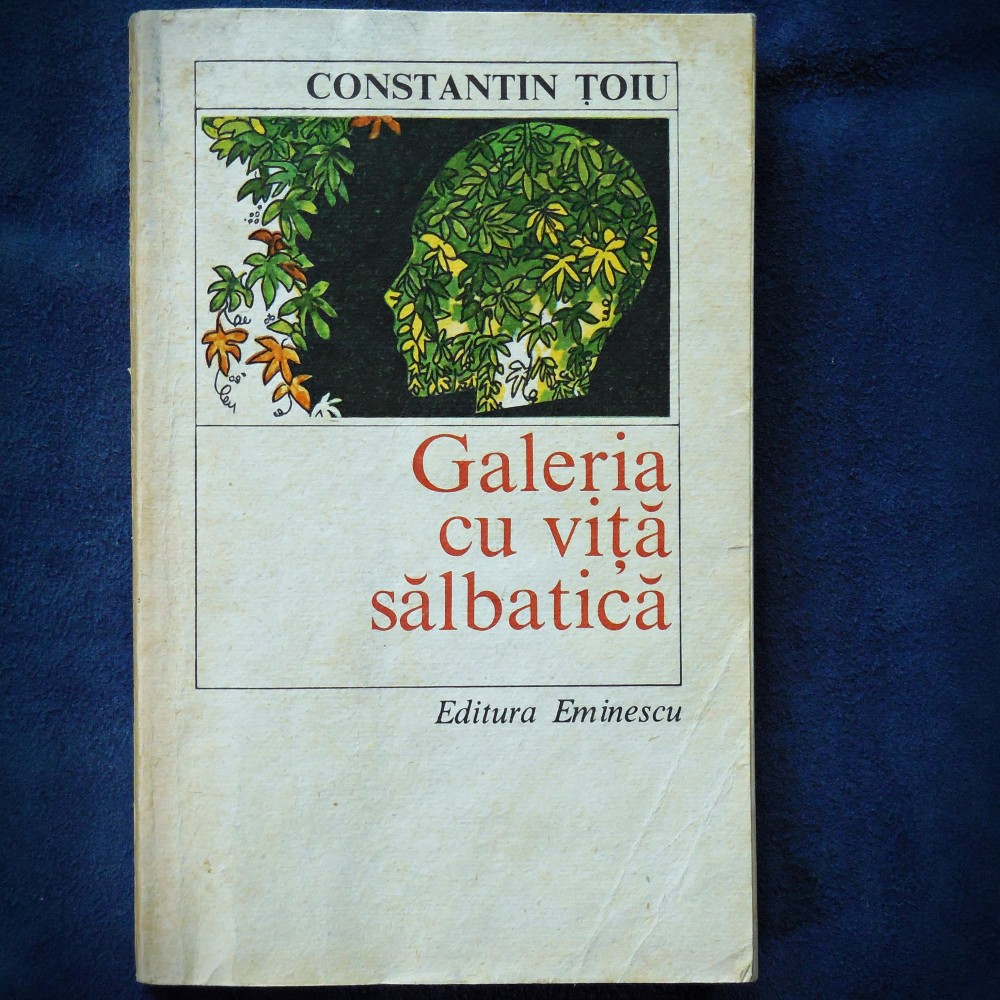 CONSTANTIN ȚOIU
Galeria
cu viță
sălbatică
Editura Eminescu